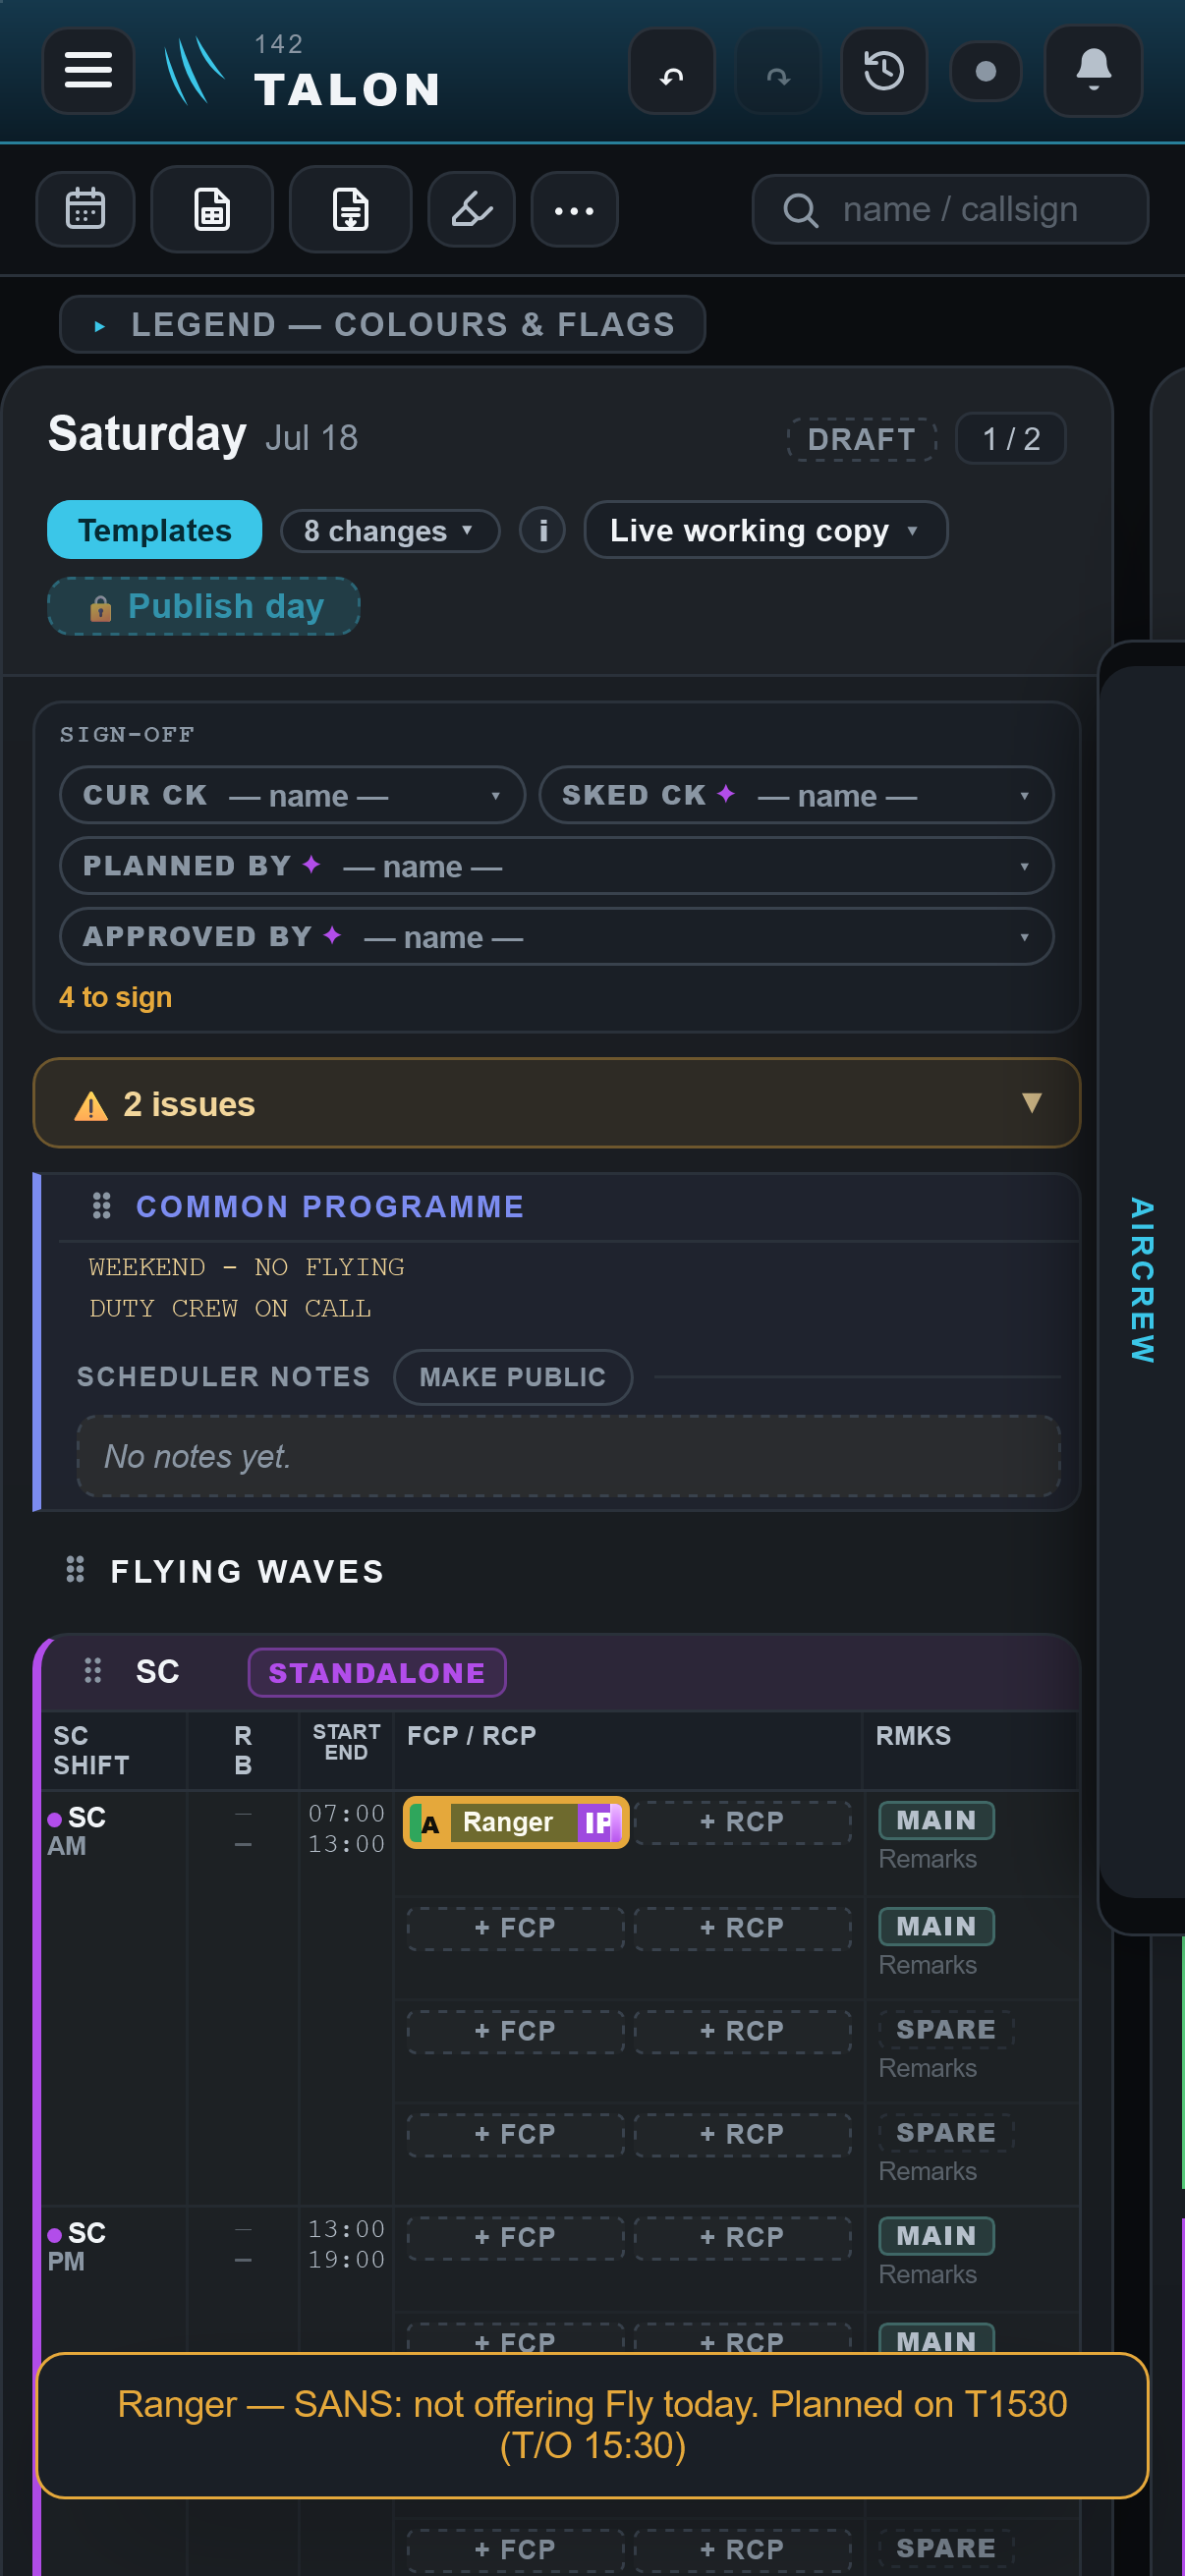 142
TALON
name / callsign
LEGEND — COLOURS & FLAGS
Saturday Jul 18 DRAFT 1 / 2
Templates 8 changes i Live working copy
Publish day
SIGN-OFF
CUR CK — name — SKED CK — name —
PLANNED BY — name —
APPROVED BY — name —
4 to sign
2 issues
COMMON PROGRAMME
WEEKEND – NO FLYING
DUTY CREW ON CALL
SCHEDULER NOTES MAKE PUBLIC
No notes yet.
AIRCREW
FLYING WAVES
SC STANDALONE
SC SHIFT R B START END FCP / RCP RMKS
SC — 07:00 A Ranger IP + RCP MAIN
AM — 13:00 Remarks
+ FCP + RCP MAIN
Remarks
+ FCP + RCP SPARE
Remarks
+ FCP + RCP SPARE
Remarks
SC — 13:00 + FCP + RCP MAIN
PM — 19:00 Remarks
+ FCP + RCP MAIN
Ranger — SANS: not offering Fly today. Planned on T1530
(T/O 15:30)
+ FCP + RCP SPARE